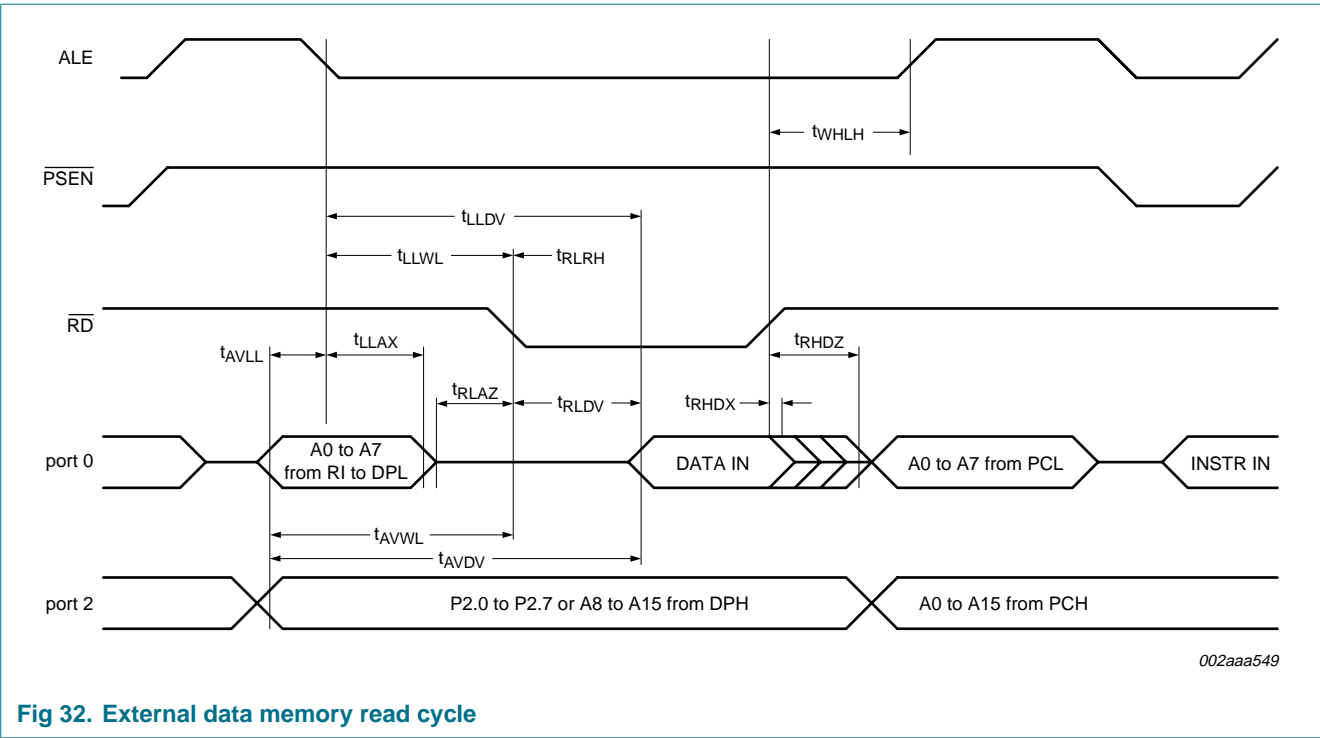 ALE
tWHLH
PSEN
tLLDV
tLLWL
tRLRH
RD
tAVLL
tLLAX
tRHDZ
tRLAZ
tRLDV
tRHDX
port 0
A0 to A7
from RI to DPL
DATA IN
A0 to A7 from PCL
INSTR IN
tAVWL
tAVDV
port 2
P2.0 to P2.7 or A8 to A15 from DPH
A0 to A15 from PCH
002aaa549
Fig 32. External data memory read cycle